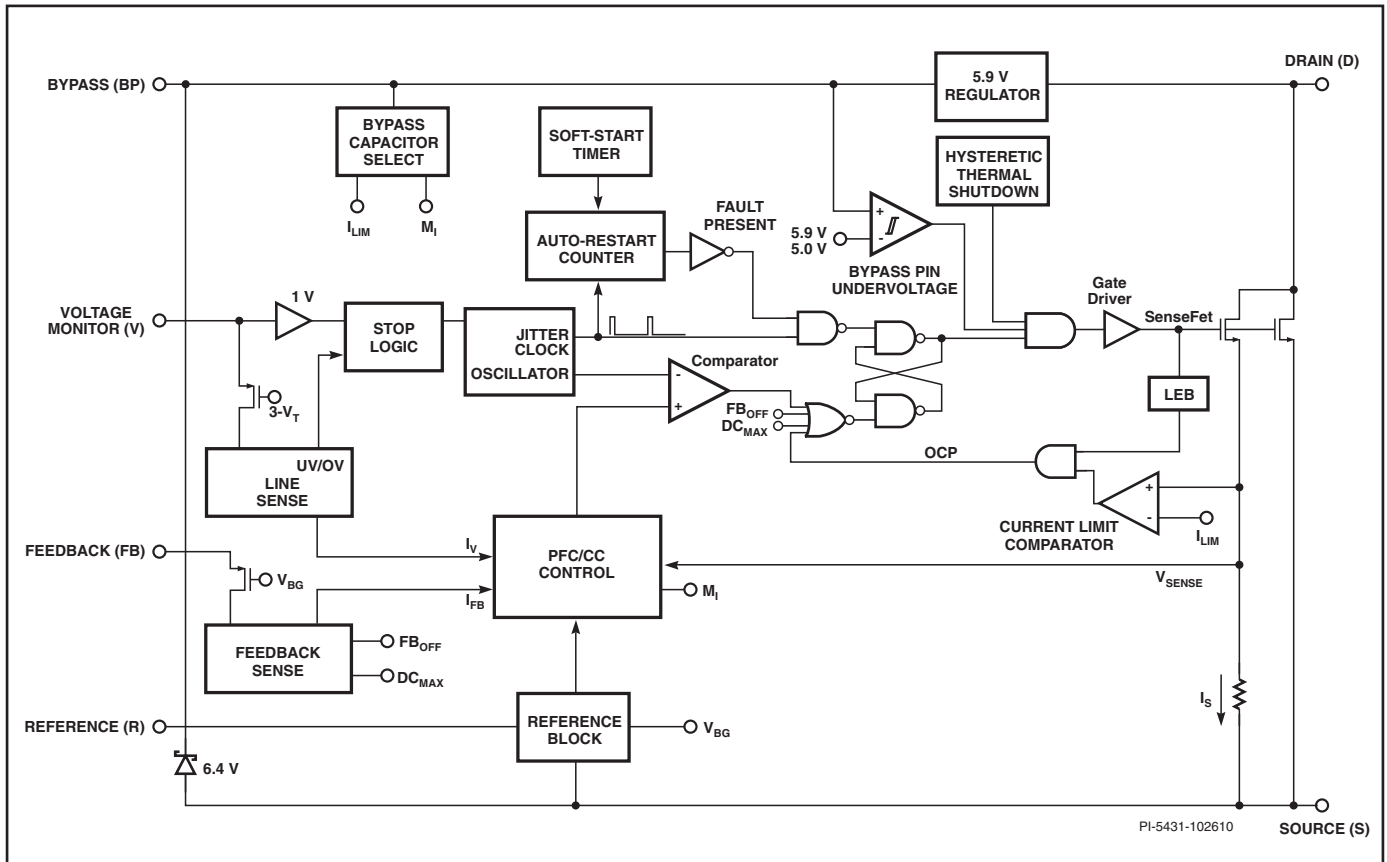 BYPASS (BP)
DRAIN (D)
5.9 V
REGULATOR
BYPASS
CAPACITOR
SELECT
I_LIM
M_I
SOFT-START
TIMER
HYSTERETIC
THERMAL
SHUTDOWN
FAULT
PRESENT
AUTO-RESTART
COUNTER
+
-
5.9 V
5.0 V
BYPASS PIN
UNDERVOLTAGE
Gate
Driver
SenseFet
VOLTAGE
MONITOR (V)
1 V
STOP
LOGIC
JITTER
CLOCK
OSCILLATOR
Comparator
-
+
FB_OFF
DC_MAX
LEB
3-V_T
UV/OV
LINE
SENSE
OCP
+
-
CURRENT LIMIT
COMPARATOR
I_LIM
FEEDBACK (FB)
V_BG
I_V
I_FB
PFC/CC
CONTROL
M_I
V_SENSE
FEEDBACK
SENSE
FB_OFF
DC_MAX
I_S
REFERENCE (R)
REFERENCE
BLOCK
V_BG
6.4 V
PI-5431-102610
SOURCE (S)